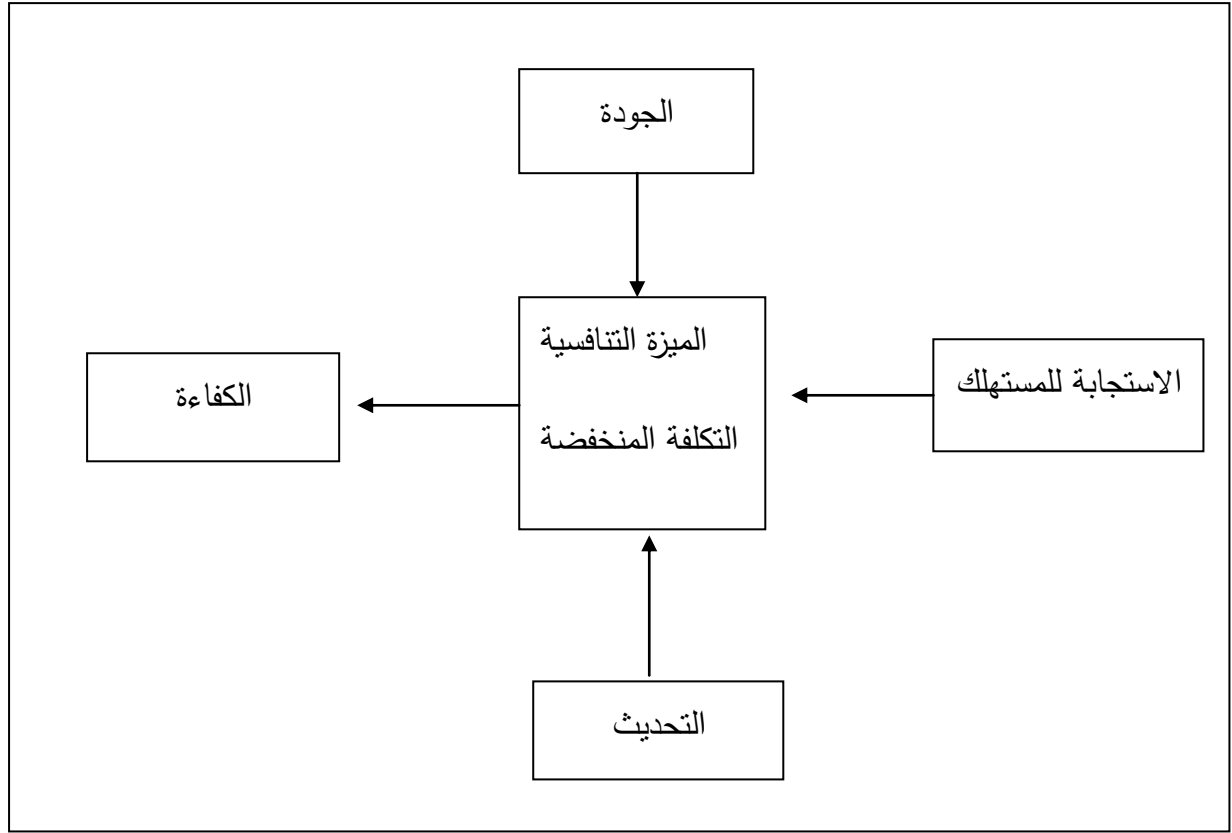 الجودة
الميزة التنافسية
التكلفة المنخفضة
الاستجابة للمستهلك
الكفاءة
التحديث